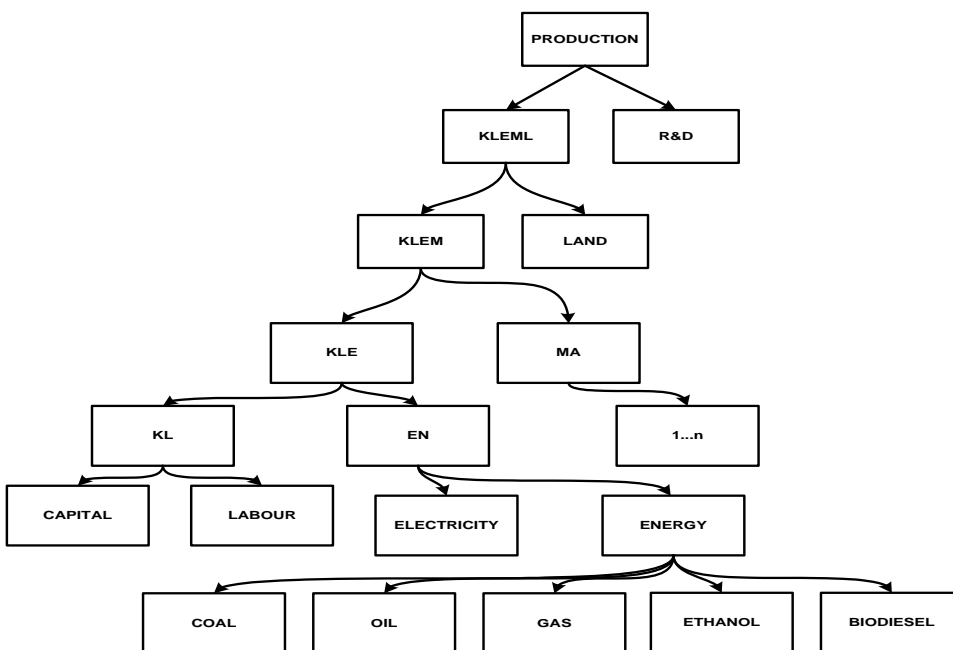 PRODUCTION
KLEML
R&D
KLEM
LAND
KLE
MA
KL
EN
1...n
CAPITAL
LABOUR
ELECTRICITY
ENERGY
COAL
OIL
GAS
ETHANOL
BIODIESEL